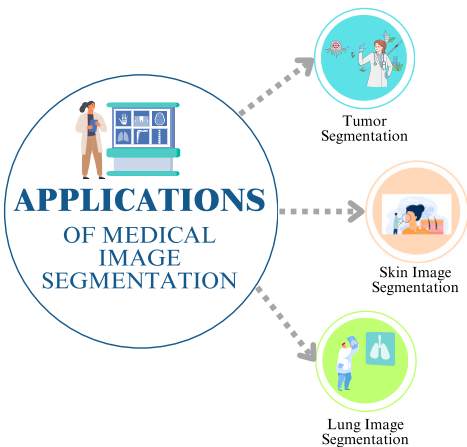 APPLICATIONS
OF MEDICAL
IMAGE
SEGMENTATION
Tumor
Segmentation
Skin Image
Segmentation
Lung Image
Segmentation